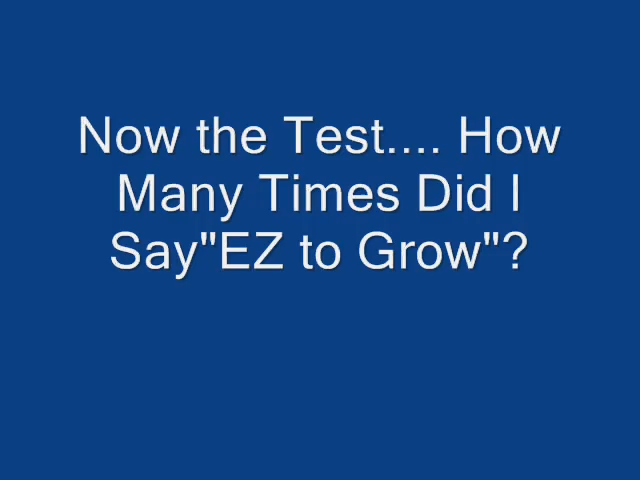 Now the Test.... How
Many Times Did I
Say"EZ to Grow"?